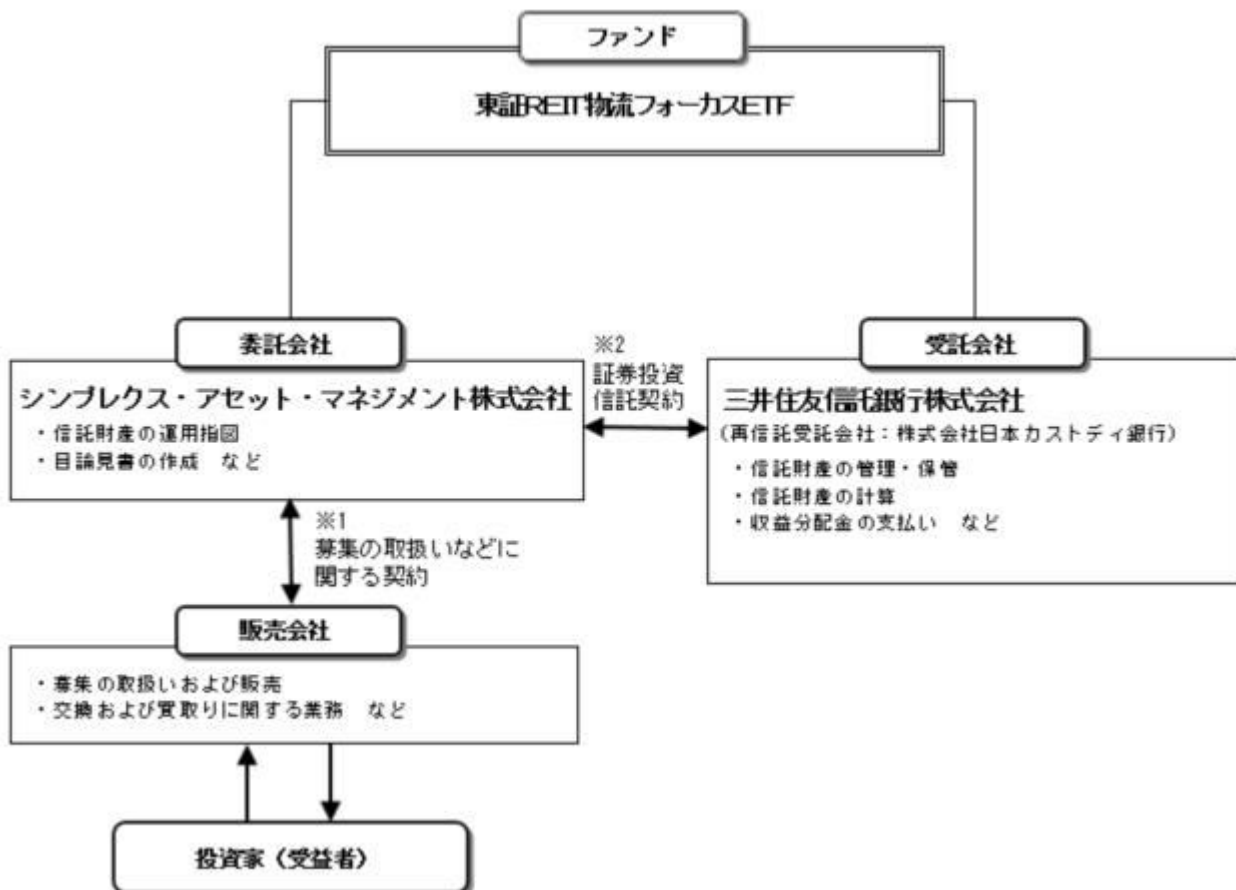 ファンド
東証REIT物流フォーカスETF
委託会社
シンプレクス・アセット・マネジメント株式会社
・信託財産の運用指図
・目論見書の作成　など
※2
証券投資
信託契約
受託会社
三井住友信託銀行株式会社
(再信託受託会社：株式会社日本カストディ銀行)
・信託財産の管理・保管
・信託財産の計算
・収益分配金の支払い　など
※1
募集の取扱いなどに
関する契約
販売会社
・募集の取扱いおよび販売
・交換および買取りに関する業務　など
投資家（受益者）